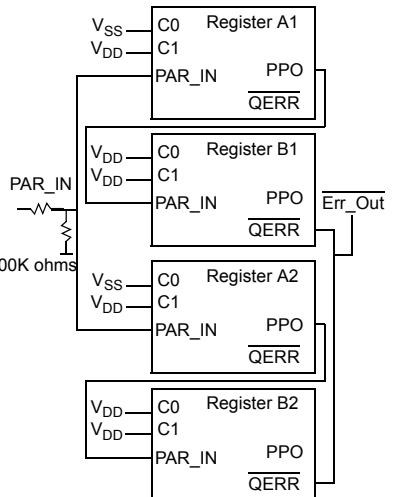 VSS C0 Register A1
VDD C1
PAR_IN PPO
QERR
VDD C0 Register B1
VDD C1
PAR_IN
PAR_IN PPO
Err_Out
QERR
00K ohms
VSS C0 Register A2
VDD C1
PAR_IN PPO
QERR
VDD C0 Register B2
VDD C1
PAR_IN PPO
QERR